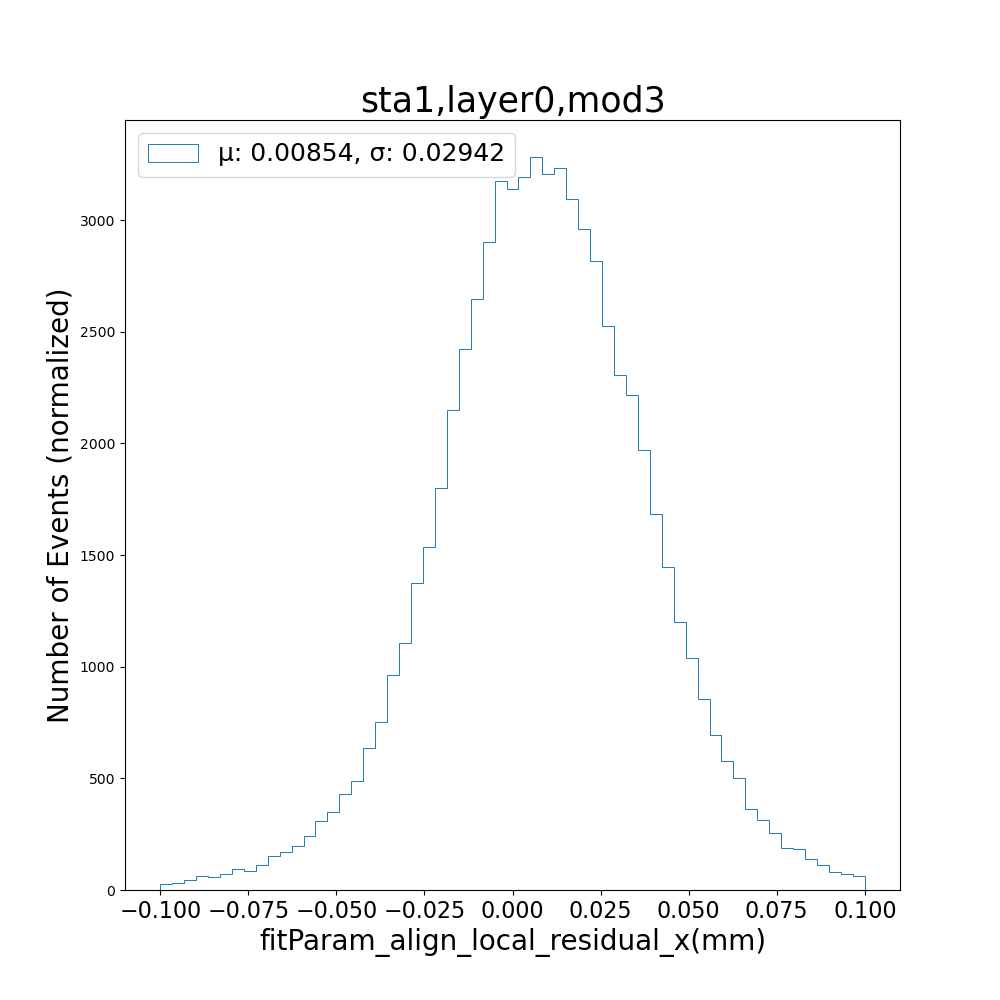 sta1,layer0,mod3
μ: 0.00854, σ: 0.02942
Number of Events (normalized)
3000
2500
2000
1500
1000
500
0
−0.100 −0.075 −0.050 −0.025 0.000 0.025 0.050 0.075 0.100
fitParam_align_local_residual_x(mm)